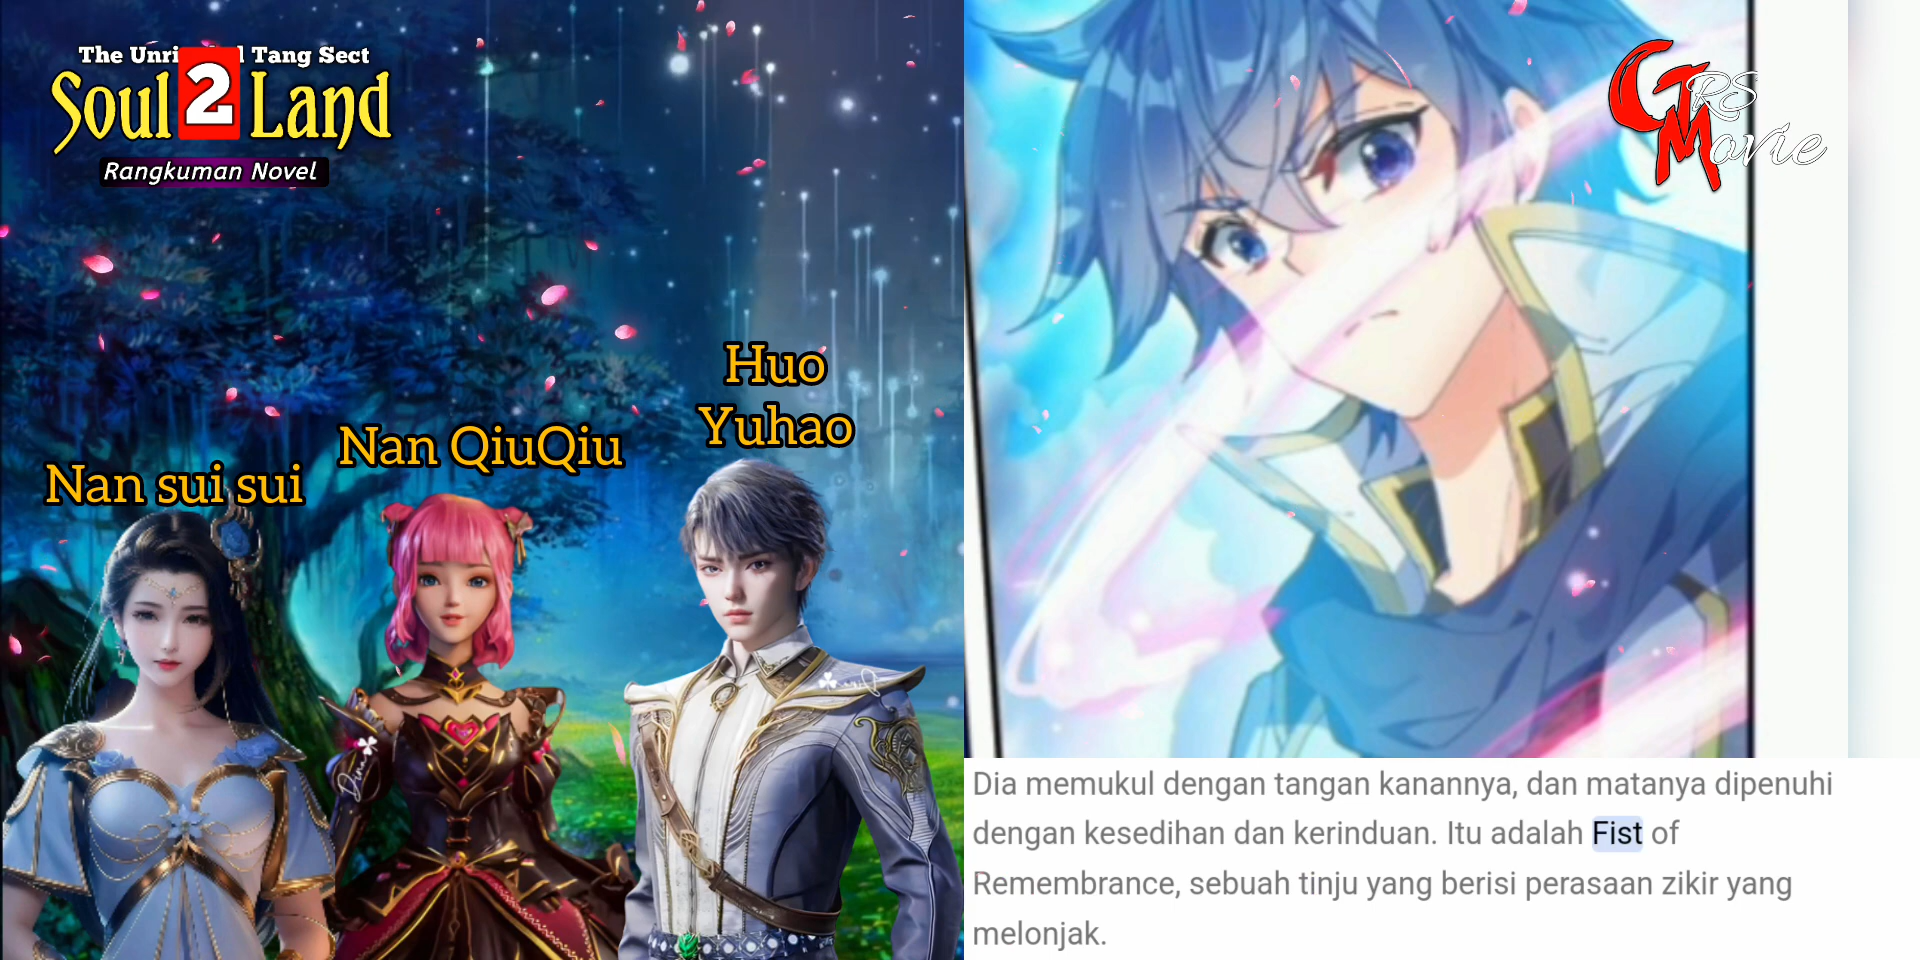 The Unri l Tang Sect
Soul 2 Land
Rangkuman Novel
GTRS
Movie
Huo
Yuhao
Nan QiuQiu
Nan sui sui
Dia memukul dengan tangan kanannya, dan matanya dipenuhi
dengan kesedihan dan kerinduan. Itu adalah Fist of
Remembrance, sebuah tinju yang berisi perasaan zikir yang
melonjak.